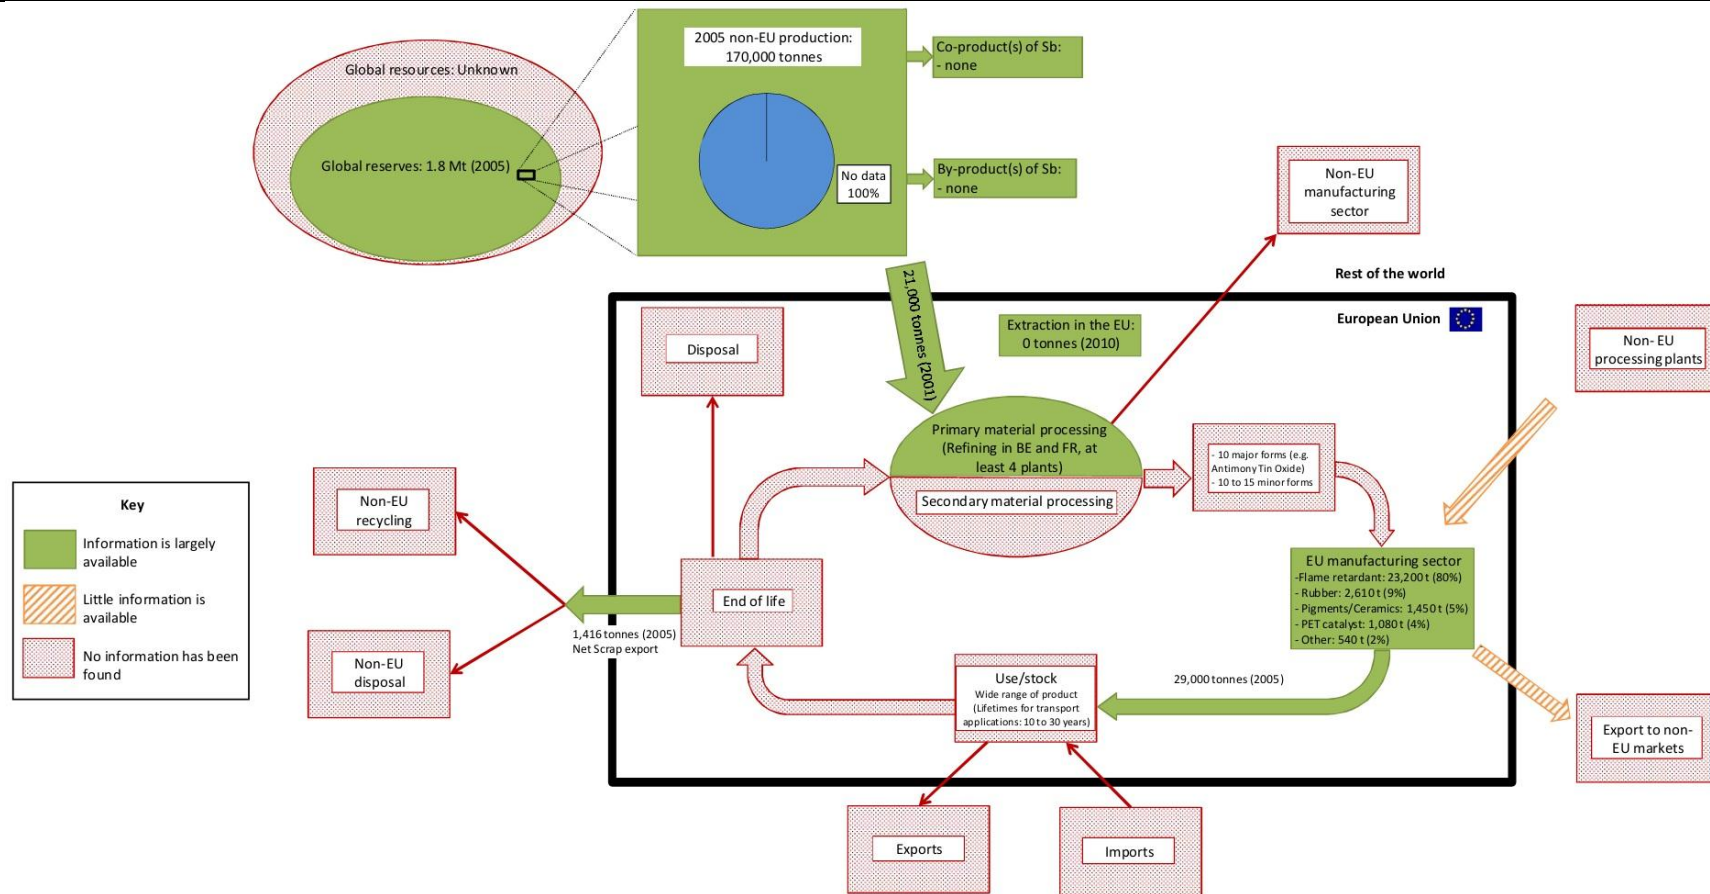 Global resources: Unknown
Global reserves: 1.8 Mt (2005)
2005 non-EU production:
170,000 tonnes
No data
100%
Co-product(s) of Sb:
- none
By-product(s) of Sb:
- none
Non-EU
manufacturing
sector
Rest of the world
European Union
21,000 tonnes (2001)
Extraction in the EU:
0 tonnes (2010)
Disposal
Non- EU
processing plants
Primary material processing
(Refining in BE and FR, at
least 4 plants)
Secondary material processing
- 10 major forms (e.g.
Antimony Tin Oxide)
- 10 to 15 minor forms
Key
Information is largely
available
Little information is
available
No information has been
found
Non-EU
recycling
Non-EU
disposal
End of life
1,416 tonnes (2005)
Net Scrap export
EU manufacturing sector
-Flame retardant: 23,200 t (80%)
- Rubber: 2,610 t (9%)
- Pigments/Ceramics: 1,450 t (5%)
- PET catalyst: 1,080 t (4%)
- Other: 540 t (2%)
29,000 tonnes (2005)
Use/stock
Wide range of product
(Lifetimes for transport
applications: 10 to 30 years)
Export to non-
EU markets
Exports
Imports